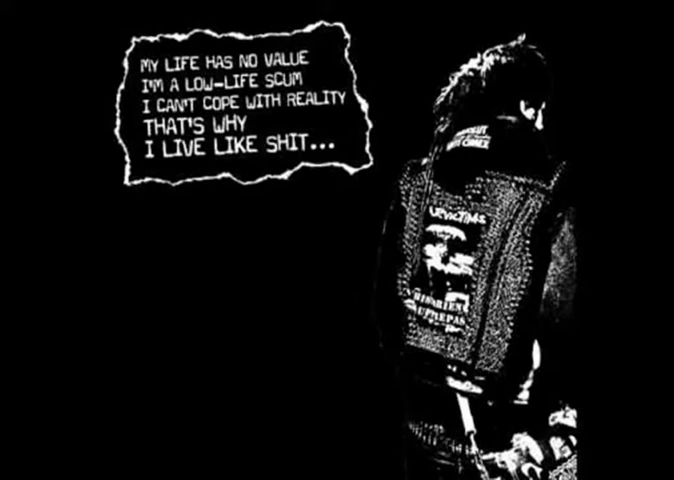 MY LIFE HAS NO VALUE
I'M A LOW-LIFE SCUM
I CAN'T COPE WITH REALITY
THAT'S WHY
I LIVE LIKE SHIT...